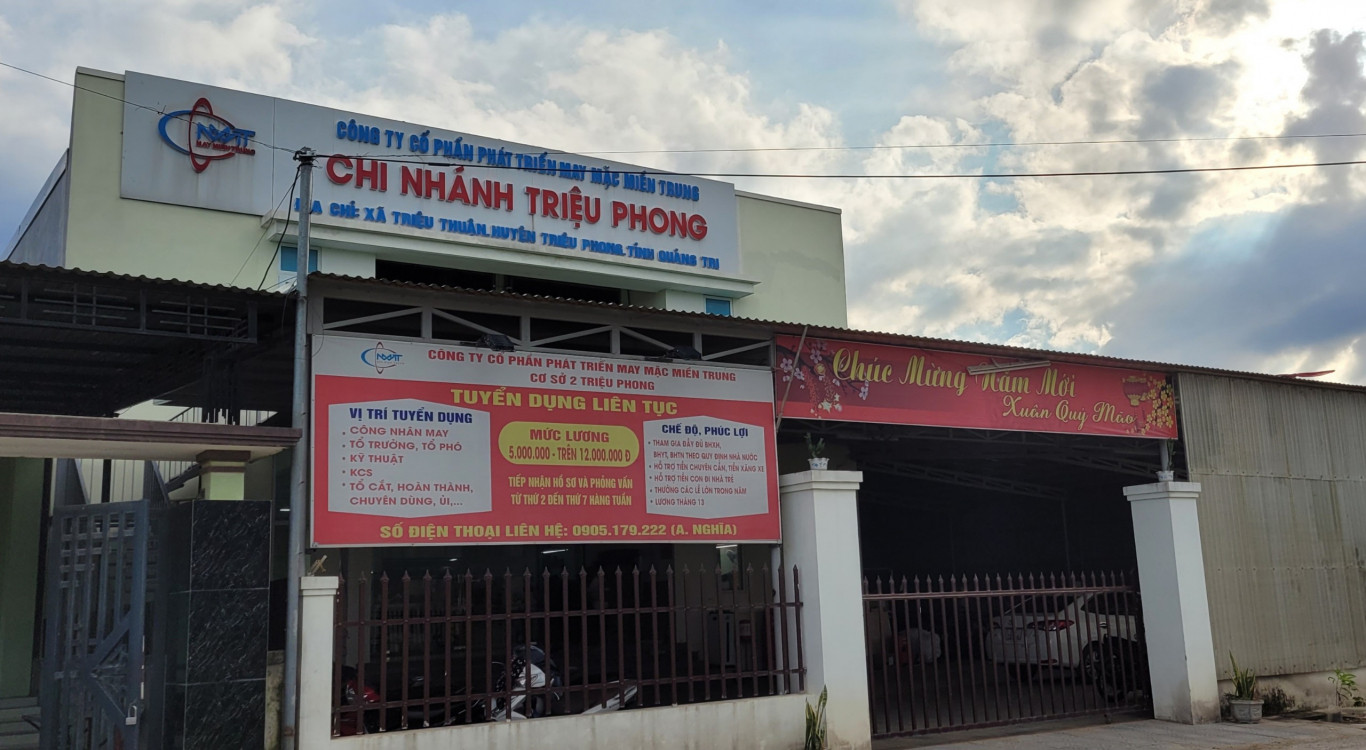 NMT
MAY MIỀN TRUNG
CÔNG TY CỔ PHẦN PHÁT TRIỂN MAY MẶC MIỀN TRUNG
CHI NHÁNH TRIỆU PHONG
ĐỊA CHỈ: XÃ TRIỆU THUẬN, HUYỆN TRIỆU PHONG, TỈNH QUẢNG TRỊ
CÔNG TY CỔ PHẦN PHÁT TRIỂN MAY MẶC MIỀN TRUNG
CƠ SỞ 2 TRIỆU PHONG
TUYỂN DỤNG LIÊN TỤC
VỊ TRÍ TUYỂN DỤNG
• CÔNG NHÂN MAY
• TỔ TRƯỞNG, TỔ PHÓ
• KỸ THUẬT
• KCS
• TỔ CẮT, HOÀN THÀNH,
CHUYÊN DÙNG, ỦI,...
MỨC LƯƠNG
5.000.000 - TRÊN 12.000.000 Đ
TIẾP NHẬN HỒ SƠ VÀ PHỎNG VẤN
TỪ THỨ 2 ĐẾN THỨ 7 HÀNG TUẦN
CHẾ ĐỘ, PHÚC LỢI
• THAM GIA ĐẦY ĐỦ BHXH,
BHYT, BHTN THEO QUY ĐỊNH NHÀ NƯỚC
• HỖ TRỢ TIỀN CHUYÊN CẦN, TIỀN XĂNG XE
• HỖ TRỢ TIỀN CON ĐI NHÀ TRẺ
• THƯỞNG CÁC LỄ LỚN TRONG NĂM
• LƯƠNG THÁNG 13
SỐ ĐIỆN THOẠI LIÊN HỆ: 0905.179.222 (A. NGHĨA)
Chúc Mừng Năm Mới
Xuân Quý Mão